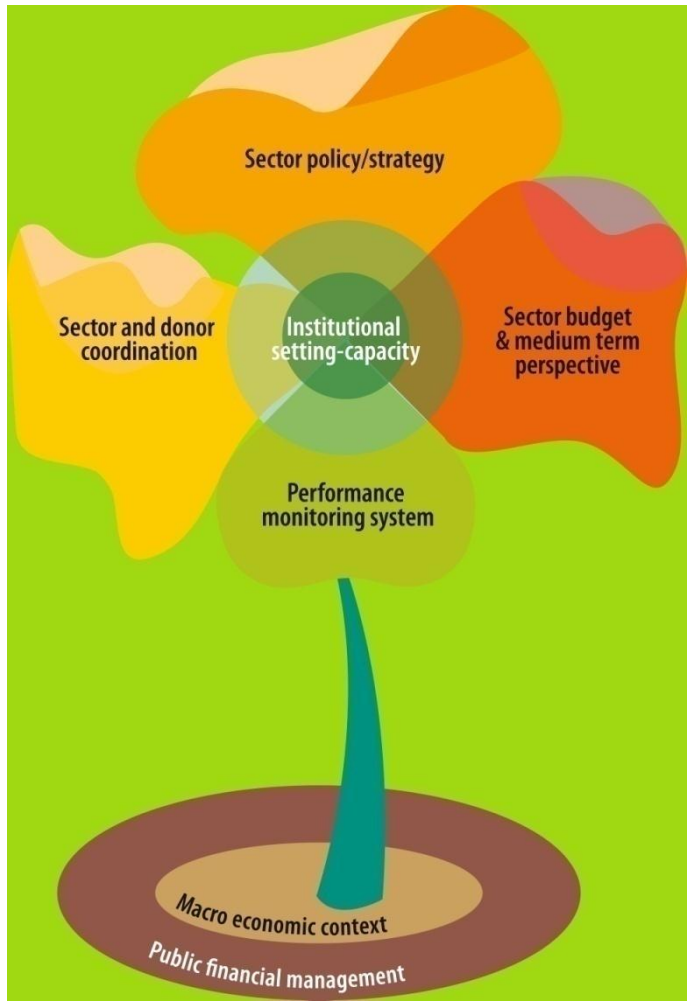 Sector policy/strategy
Sector and donor
coordination
Institutional
setting-capacity
Sector budget
& medium term
perspective
Performance
monitoring system
Macro economic context
Public financial management